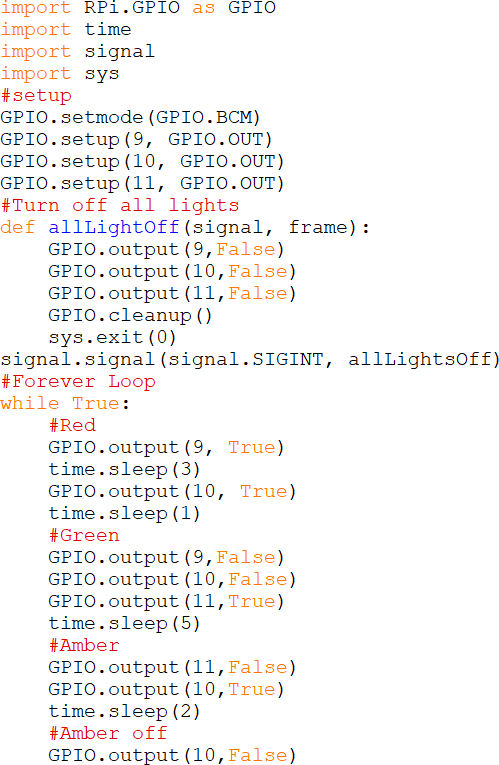 import RPi.GPIO as GPIO
import time
import signal
import sys
#setup
GPIO.setmode(GPIO.BCM)
GPIO.setup(9, GPIO.OUT)
GPIO.setup(10, GPIO.OUT)
GPIO.setup(11, GPIO.OUT)
#Turn off all lights
def allLightOff(signal, frame):
    GPIO.output(9,False)
    GPIO.output(10,False)
    GPIO.output(11,False)
    GPIO.cleanup()
    sys.exit(0)
signal.signal(signal.SIGINT, allLightsOff)
#Forever Loop
while True:
    #Red
    GPIO.output(9, True)
    time.sleep(3)
    GPIO.output(10, True)
    time.sleep(1)
    #Green
    GPIO.output(9,False)
    GPIO.output(10,False)
    GPIO.output(11,True)
    time.sleep(5)
    #Amber
    GPIO.output(11,False)
    GPIO.output(10,True)
    time.sleep(2)
    #Amber off
    GPIO.output(10,False)